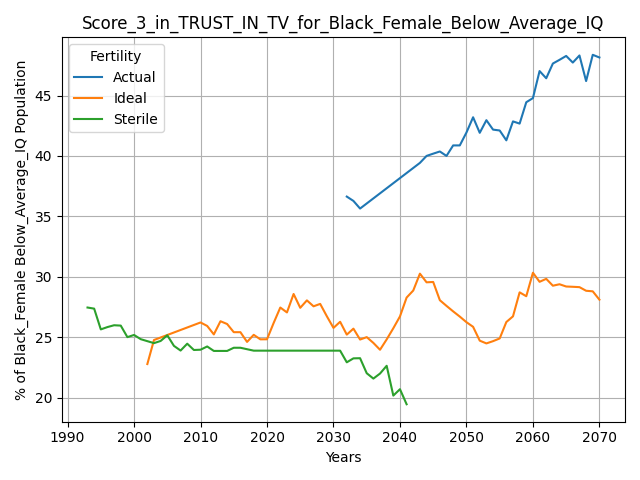 Score_3_in_TRUST_IN_TV_for_Black_Female_Below_Average_IQ
Fertility
Actual
Ideal
Sterile
% of Black_Female Below_Average_IQ Population
45
40
35
30
25
20
1990 2000 2010 2020 2030 2040 2050 2060 2070
Years